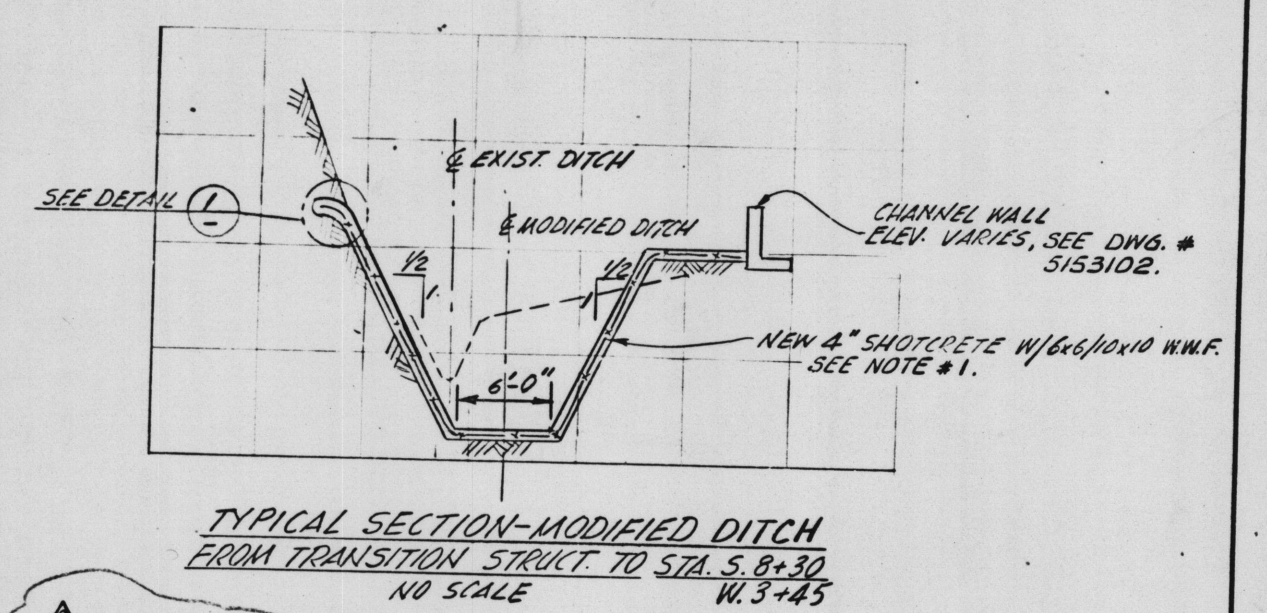 ℄ EXIST. DITCH
SEE DETAIL 1
-
℄ MODIFIED DITCH
CHANNEL WALL
ELEV. VARIES, SEE DWG. #
5153102.
1/2
1
1/2
1
NEW 4" SHOTCRETE W/6x6/10x10 W.W.F.
SEE NOTE #1.
6'-0"
TYPICAL SECTION-MODIFIED DITCH
FROM TRANSITION STRUCT. TO STA. S. 8+30
NO SCALE W. 3+45